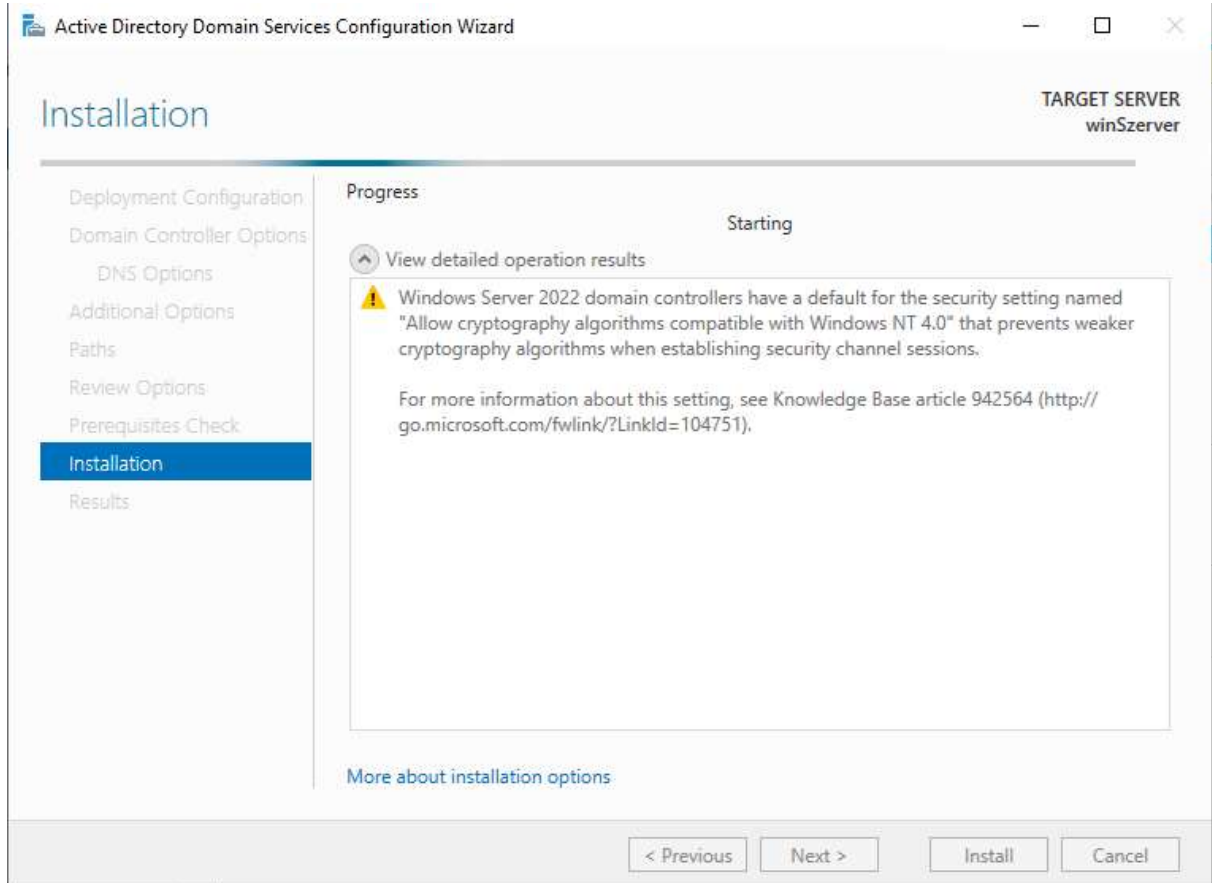 Active Directory Domain Services Configuration Wizard
Installation
TARGET SERVER
winSzerver
Deployment Configuration
Domain Controller Options
DNS Options
Additional Options
Paths
Review Options
Prerequisites Check
Installation
Results
Progress
Starting
View detailed operation results
Windows Server 2022 domain controllers have a default for the security setting named
"Allow cryptography algorithms compatible with Windows NT 4.0" that prevents weaker
cryptography algorithms when establishing security channel sessions.
For more information about this setting, see Knowledge Base article 942564 (http://
go.microsoft.com/fwlink/?LinkId=104751).
More about installation options
< Previous
Next >
Install
Cancel